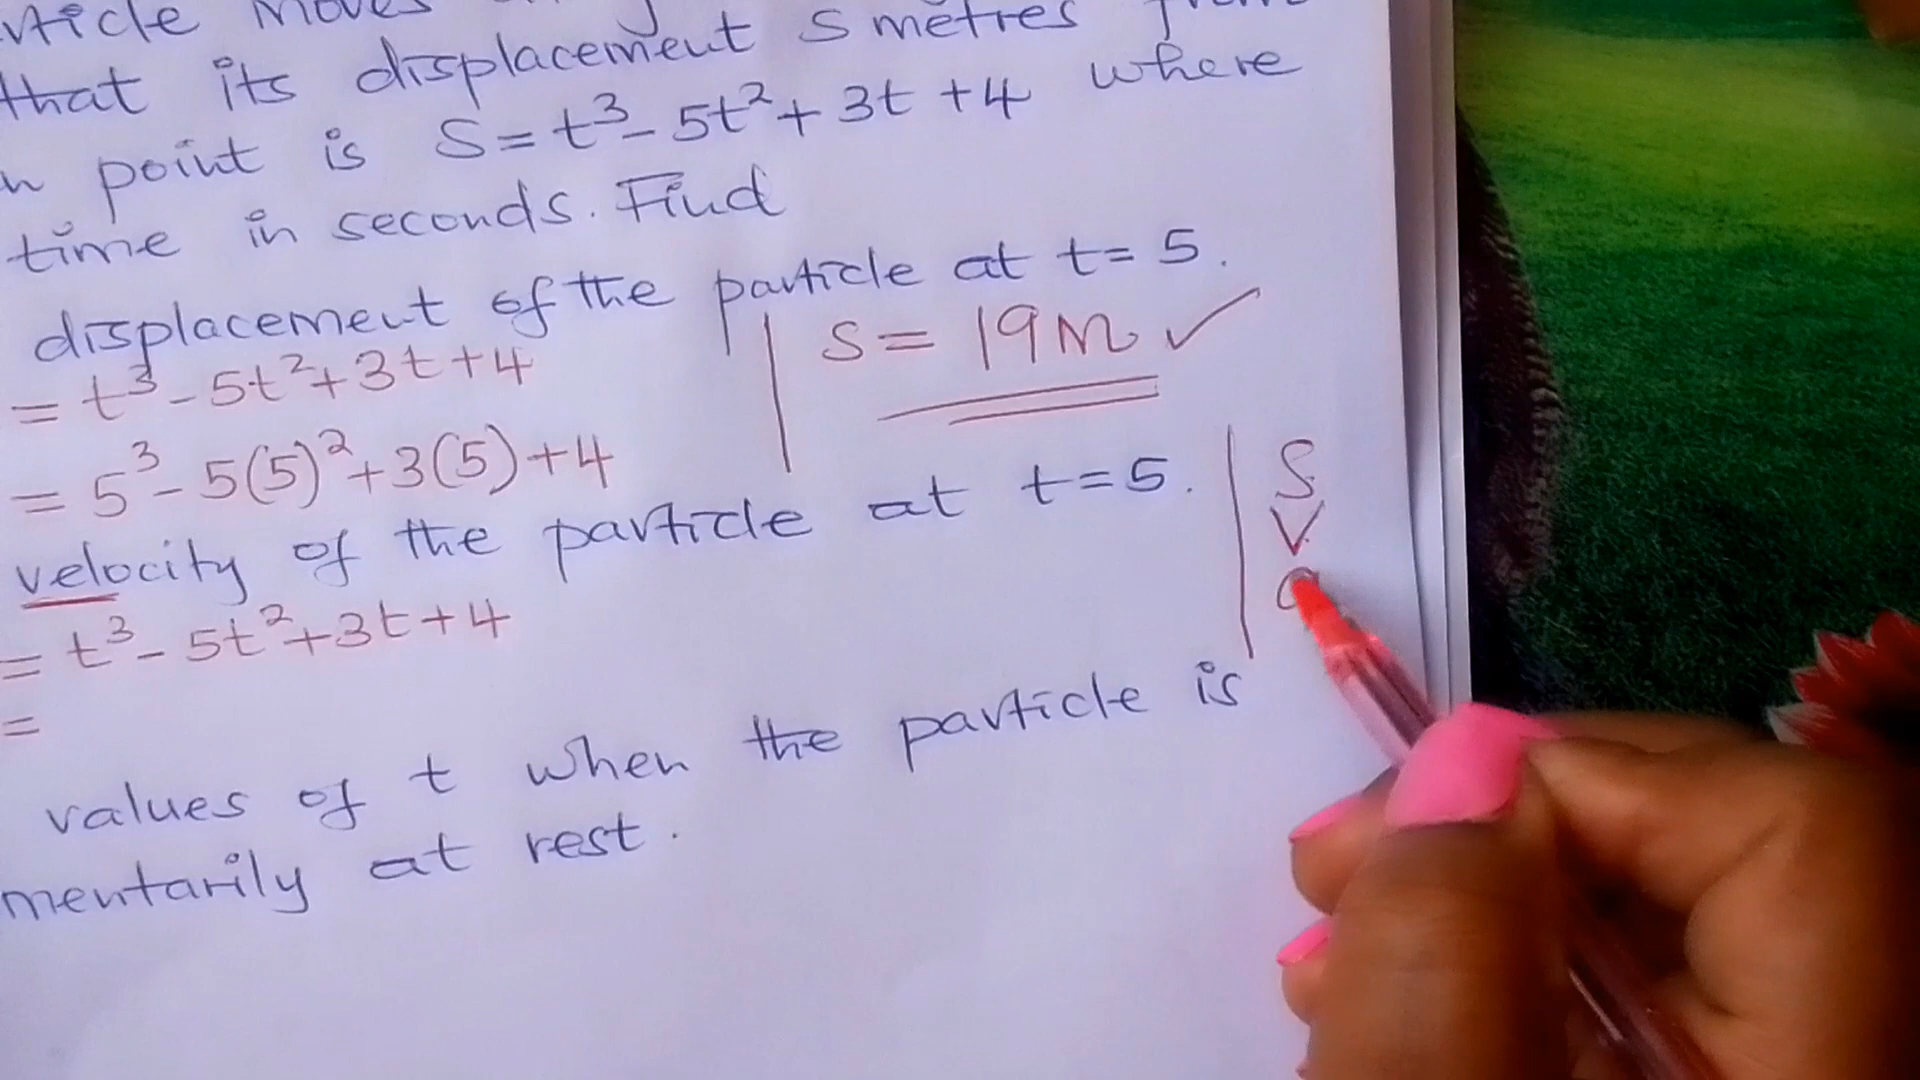 that its displacement S metres
point is S = t³ - 5t² + 3t + 4 where
time in seconds. Find
displacement of the particle at t = 5.
= t³ - 5t² + 3t + 4
S = 19m ✓
= 5³ - 5(5)² + 3(5) + 4
velocity of the particle at t = 5.
S
V
a
= t³ - 5t² + 3t + 4
=
values of t when the particle is
mentarily at rest.